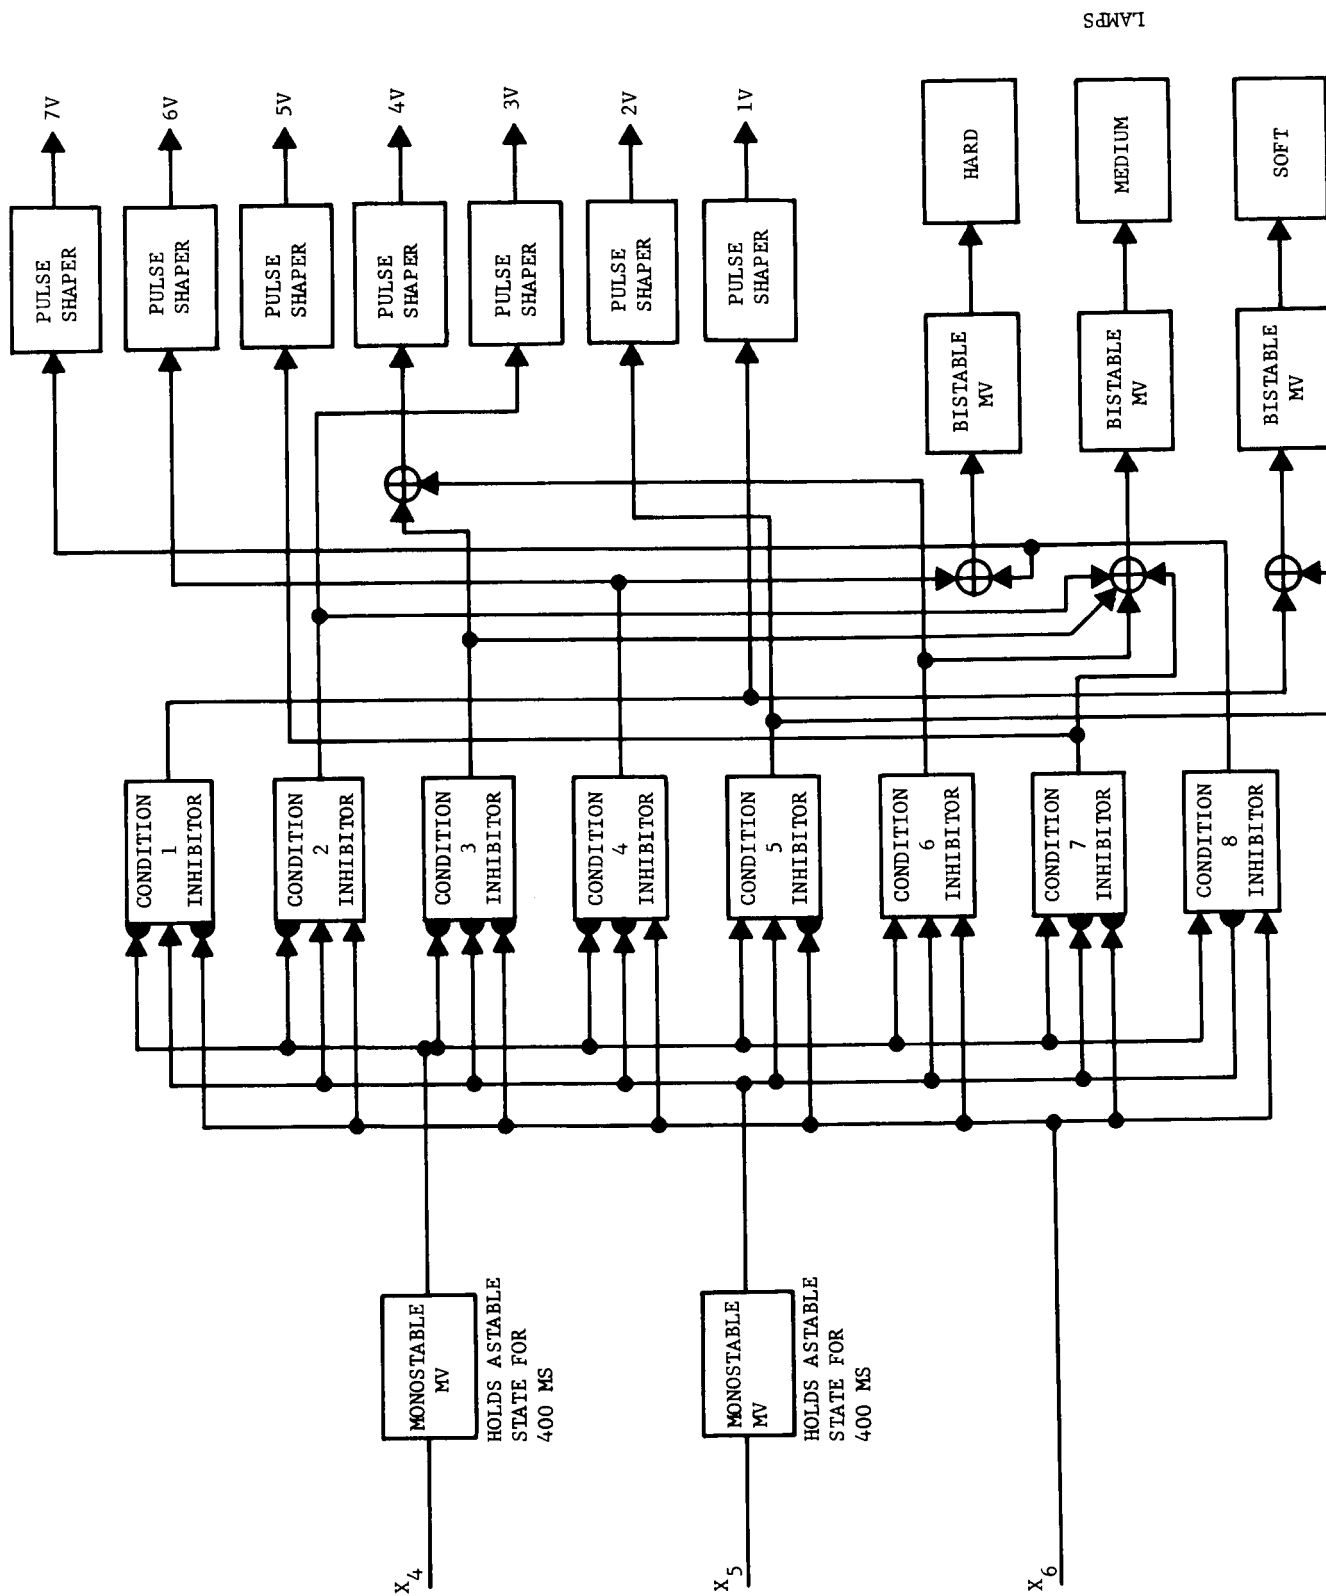 X4
MONOSTABLE
MV
HOLDS ASTABLE
STATE FOR
400 MS
X5
MONOSTABLE
MV
HOLDS ASTABLE
STATE FOR
400 MS
X6
CONDITION
1
INHIBITOR
CONDITION
2
INHIBITOR
CONDITION
3
INHIBITOR
CONDITION
4
INHIBITOR
CONDITION
5
INHIBITOR
CONDITION
6
INHIBITOR
CONDITION
7
INHIBITOR
CONDITION
8
INHIBITOR
PULSE
SHAPER
7V
PULSE
SHAPER
6V
PULSE
SHAPER
5V
PULSE
SHAPER
4V
PULSE
SHAPER
3V
PULSE
SHAPER
2V
PULSE
SHAPER
1V
BISTABLE
MV
HARD
BISTABLE
MV
MEDIUM
BISTABLE
MV
SOFT
LAMPS